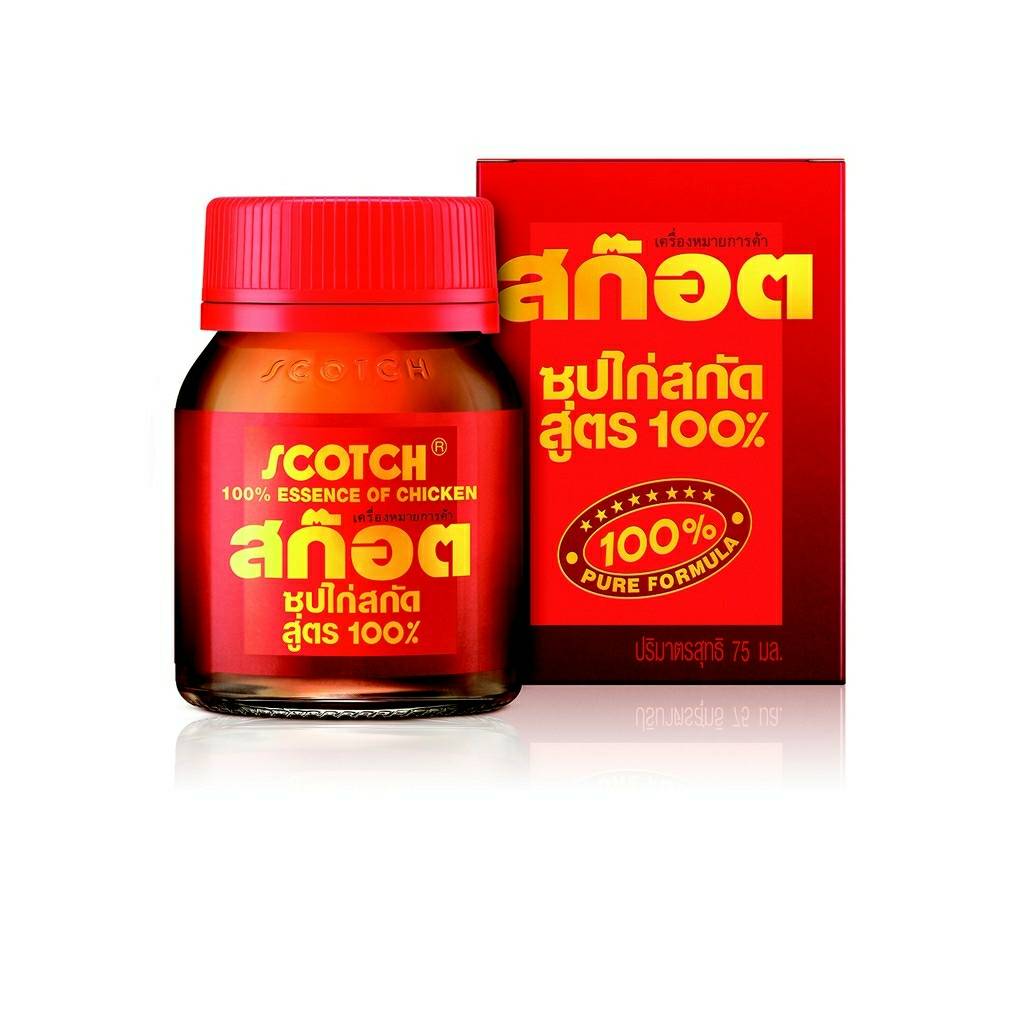 SCOTCH
SCOTCH®
100% ESSENCE OF CHICKEN
เครื่องหมายการค้า
สก๊อต
ซุปไก่สกัด
สูตร 100%
เครื่องหมายการค้า
สก๊อต
ซุปไก่สกัด
สูตร 100%
100%
PURE FORMULA
ปริมาตรสุทธิ 75 มล.